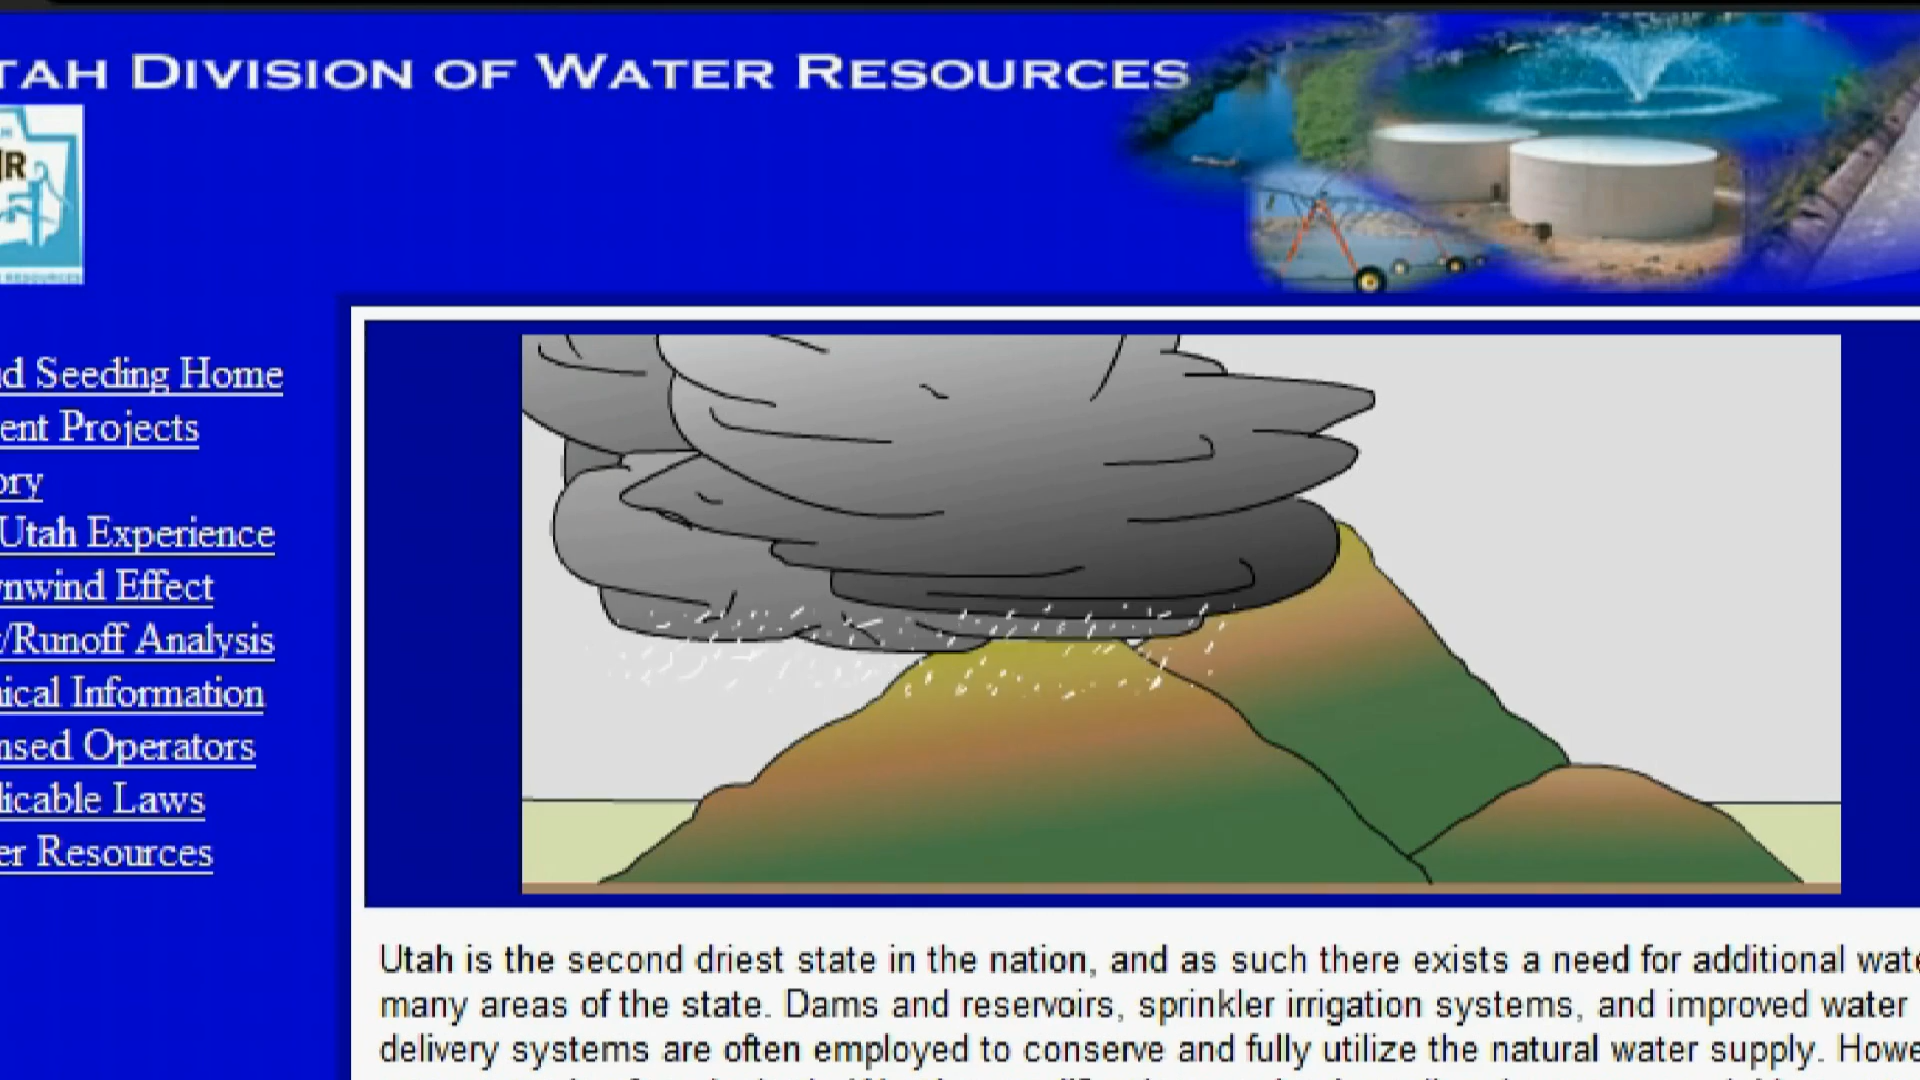 TAH DIVISION OF WATER RESOURCES
R
RESOURCES
d Seeding Home
ent Projects
ory
Utah Experience
nwind Effect
/Runoff Analysis
ical Information
nsed Operators
licable Laws
er Resources
Utah is the second driest state in the nation, and as such there exists a need for additional wate
many areas of the state. Dams and reservoirs, sprinkler irrigation systems, and improved water
delivery systems are often employed to conserve and fully utilize the natural water supply. Howe